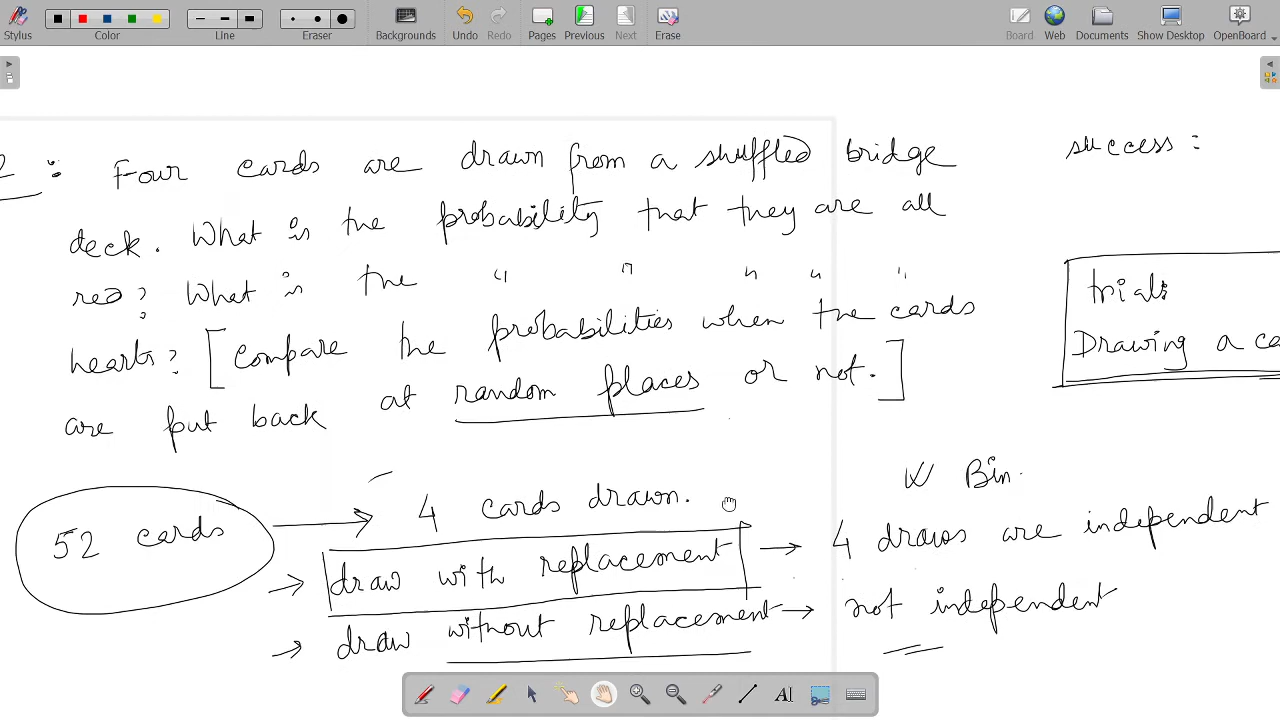 Stylus Color Line Eraser Backgrounds Undo Redo Pages Previous Next Erase Board Web Documents Show Desktop OpenBoard
2 : Four cards are drawn from a shuffled bridge
deck. What is the probability that they are all
red? What is the " " " " "
hearts? [Compare the probabilities when the cards
are put back at random places or not.]
success:
trial:
Drawing a ca
52 cards → 4 cards drawn.
Bin.
→ draw with replacement → 4 draws are independent
→ draw without replacement → not independent